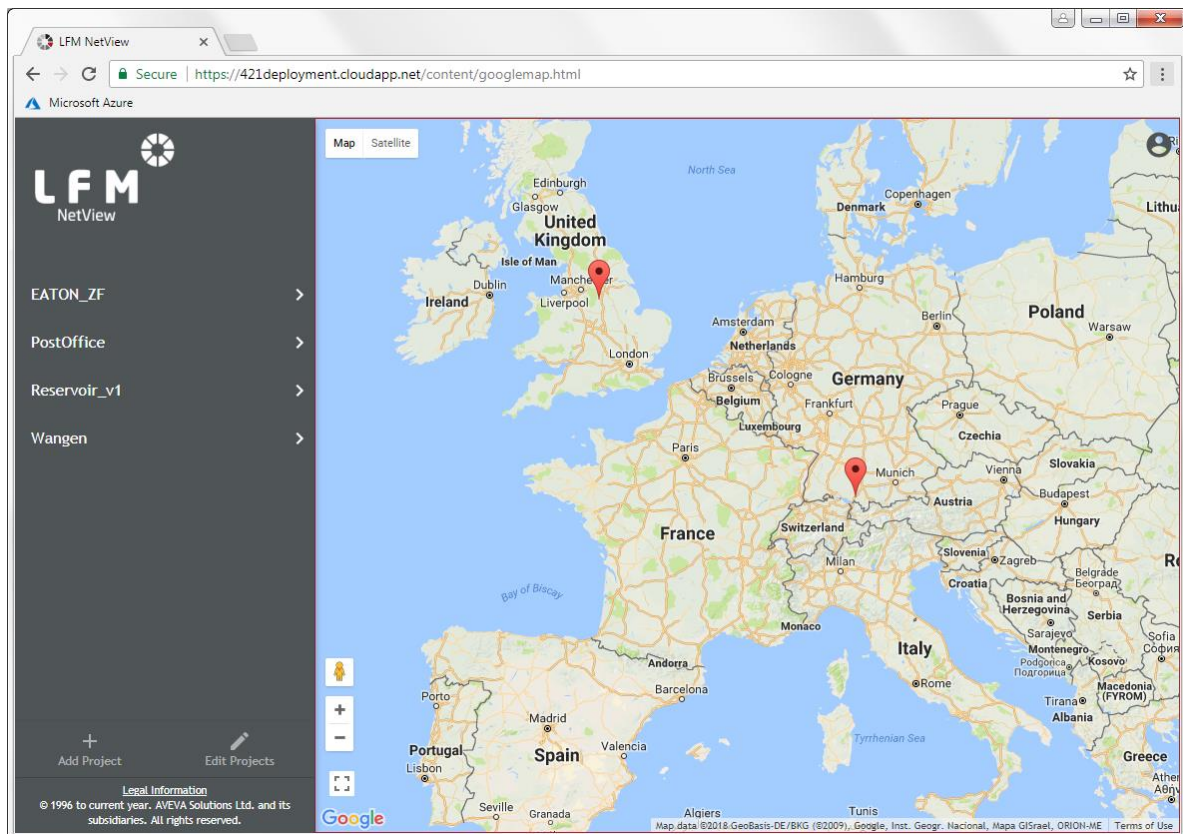 LFM NetView
Secure
https://421deployment.cloudapp.net/content/googlemap.html
Microsoft Azure
LFM
NetView
EATON_ZF
PostOffice
Reservoir_v1
Wangen
Add Project
Edit Projects
Legal Information
© 1996 to current year. AVEVA Solutions Ltd. and its
subsidiaries. All rights reserved.
Map
Satellite
North Sea
Edinburgh
Glasgow
United
Kingdom
Isle of Man
Dublin
Ireland
Liverpool
London
Copenhagen
Denmark
Hamburg
Berlin
Poland
Warsaw
Amsterdam
Netherlands
Brussels
Cologne
Belgium
Germany
Frankfurt
Luxembourg
Prague
Czechia
Paris
Munich
Vienna
Slovakia
Austria
Budapest
Hungary
Switzerland
France
Milan
Slovenia
Zagreb
Croatia
Belgrade
Београд
Bosnia and
Herzegovina
Serbia
Bay of Biscay
Monaco
Italy
Sarajevo
Montenegro
Kosovo
Sofia
София
Podgorica
Подгорица
Andorra
Rome
Macedonia
(FYROM)
Tirana
Albania
Porto
Barcelona
Madrid
Portugal
Spain
Valencia
Lisbon
Tyrrhenian Sea
Greece
Seville
Granada
Algiers
Tunis
Google
Map data ©2018 GeoBasis-DE/BKG (©2009), Google, Inst. Geogr. Nacional, Mapa GISrael, ORION-ME
Terms of Use